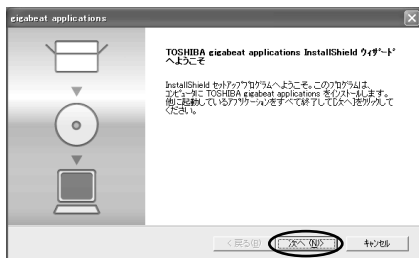 gigabeat applications
TOSHIBA gigabeat applications InstallShield ウィザード
へようこそ
InstallShield セットアッププログラムへようこそ。このプログラムは、
コンピュータに TOSHIBA gigabeat applications をインストールします。
他に起動しているアプリケーションをすべて終了して[次へ]をクリックして
ください。
< 戻る(B)
次へ(N)>
キャンセル